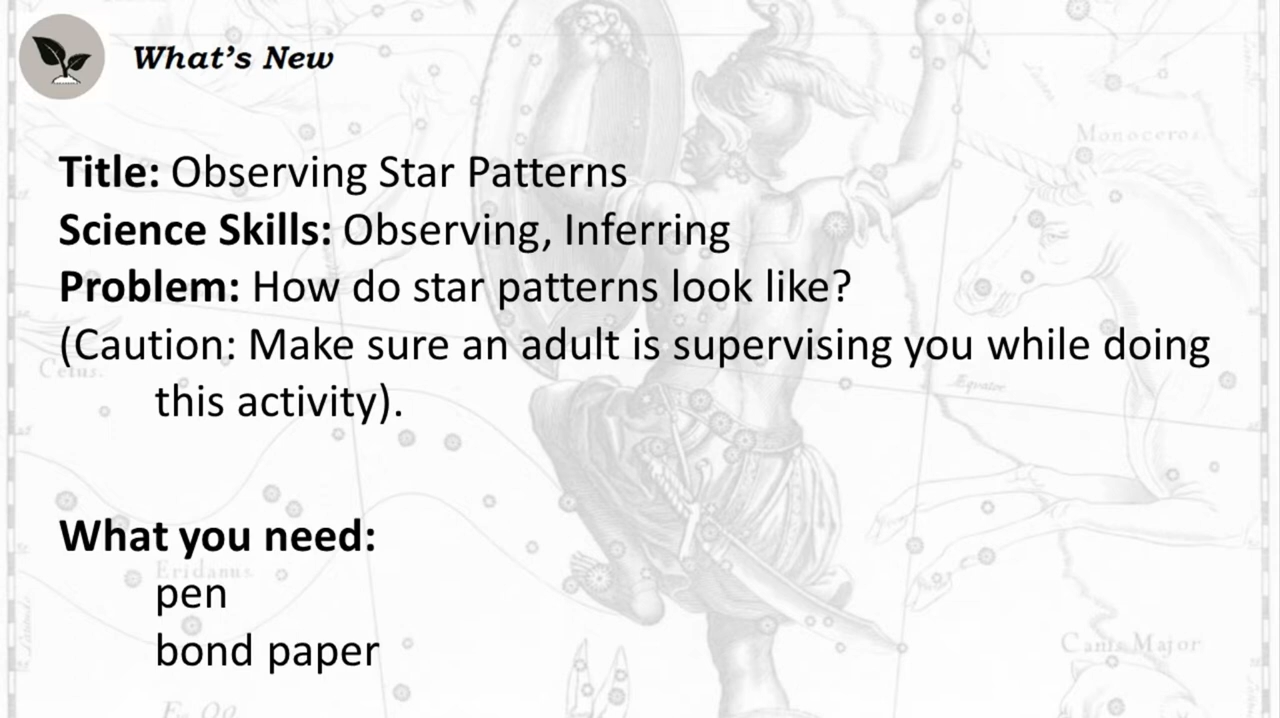 What's New
Title: Observing Star Patterns
Science Skills: Observing, Inferring
Problem: How do star patterns look like?
(Caution: Make sure an adult is supervising you while doing
this activity).
Monoceros
Cetus.
Æquator
What you need:
Eridanus
pen
bond paper
Canis Major